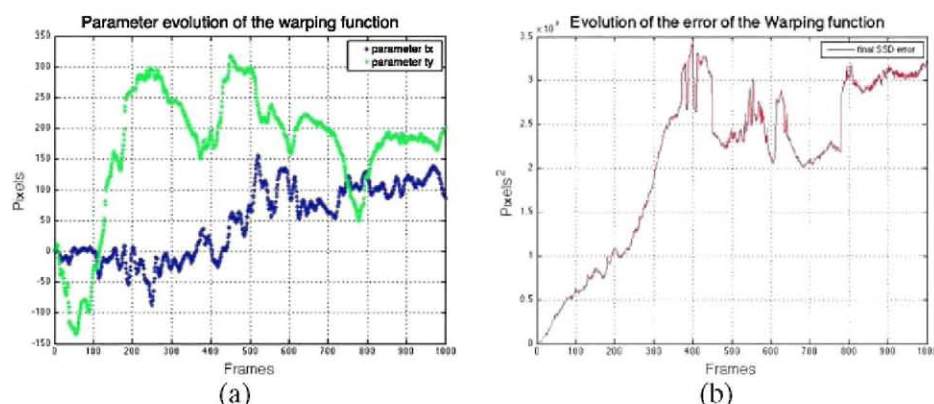 Parameter evolution of the warping function
350
300
250
200
150
100
50
0
-50
-100
-150
Pixels
parameter tx
parameter ty
0 100 200 300 400 500 600 700 800 900 1000
Frames
(a)
Evolution of the error of the Warping function
3.5
3
2.5
2
1.5
1
0.5
0
Pixels²
final SSD error
0 100 200 300 400 500 600 700 800 900 1000
Frames
(b)